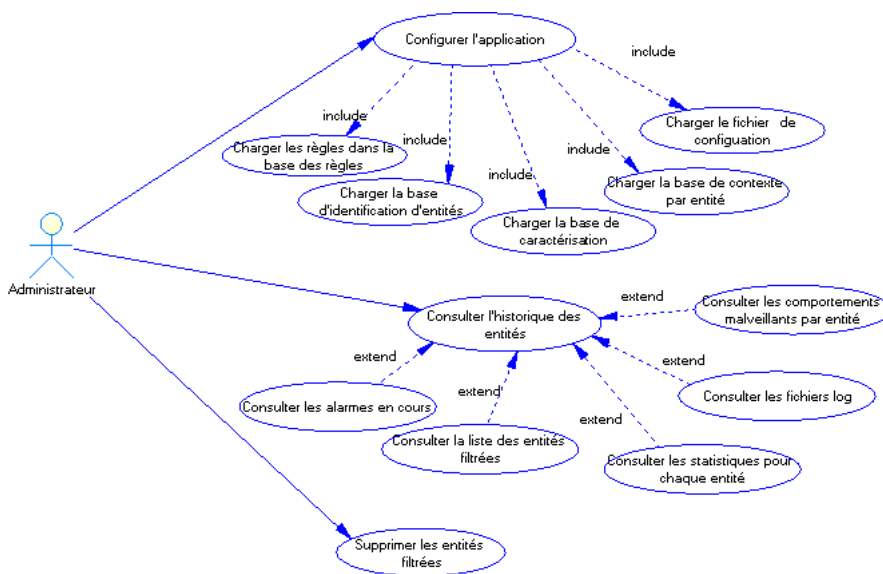 Configurer l'application
include
include
Charger le fichier de
configuation
Charger les règles dans la
base des règles
include
include
include
Charger la base
d'identification d'entités
Charger la base de contexte
par entité
Charger la base de
caractérisation
Administrateur
Consulter l'historique des
entités
extend
Consulter les comportements
malveillants par entité
extend
extend
Consulter les fichiers log
Consulter les alarmes en cours
extend
extend
Consulter la liste des entités
filtrées
Consulter les statistiques pour
chaque entité
Supprimer les entités
filtrées